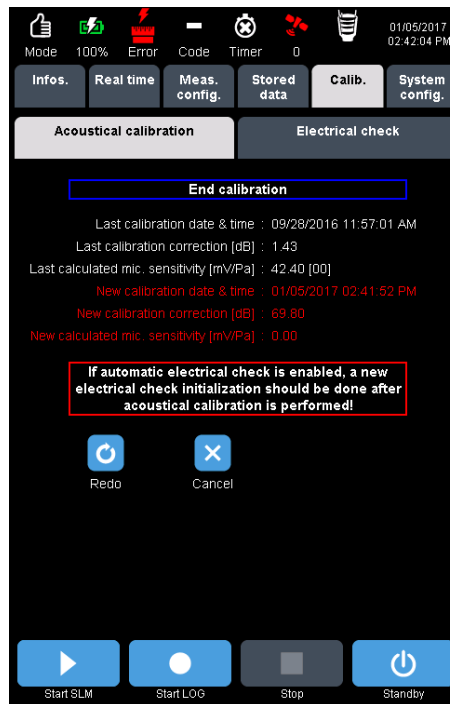 01/05/2017
02:42:04 PM
Mode 100% Error Code Timer 0
Infos. Real time Meas. config. Stored data Calib. System config.
Acoustical calibration Electrical check
End calibration
Last calibration date & time : 09/28/2016 11:57:01 AM
Last calibration correction [dB] : 1.43
Last calculated mic. sensitivity [mV/Pa] : 42.40 [00]
New calibration date & time : 01/05/2017 02:41:52 PM
New calibration correction [dB] : 69.80
New calculated mic. sensitivity [mV/Pa] : 0.00
If automatic electrical check is enabled, a new
electrical check initialization should be done after
acoustical calibration is performed!
Redo Cancel
Start SLM Start LOG Stop Standby